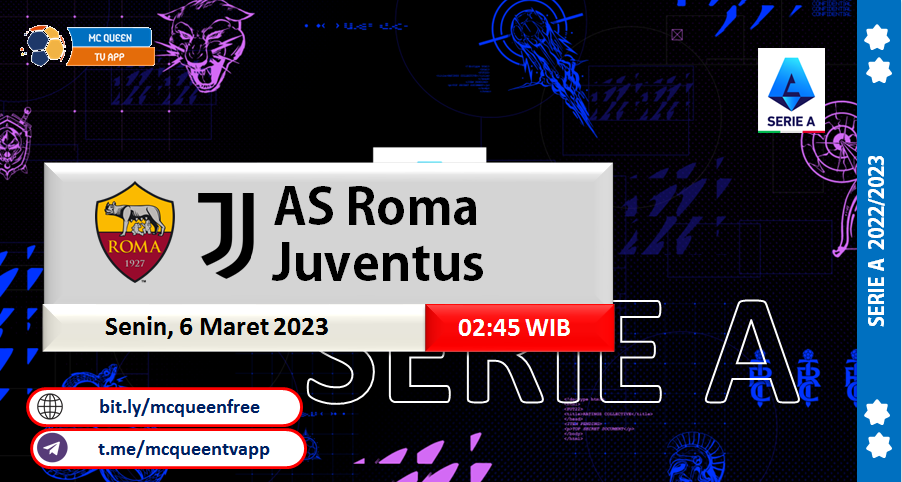 MC QUEEN
TV APP
SERIE A
ROMA
1927
AS Roma
Juventus
Senin, 6 Maret 2023
02:45 WIB
SERIE A
bit.ly/mcqueenfree
t.me/mcqueentvapp
SERIE A 2022/2023